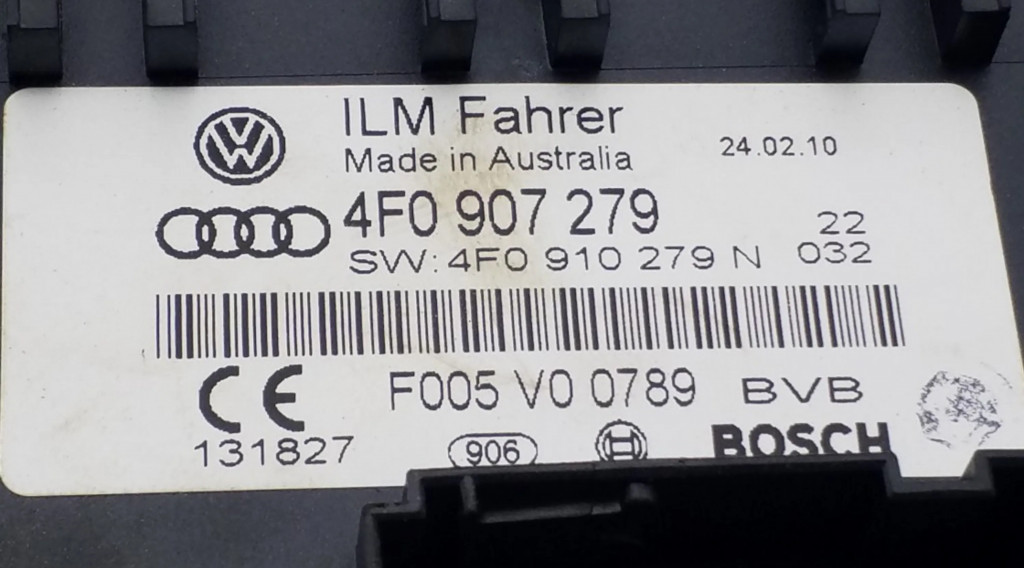 ILM Fahrer
Made in Australia
24.02.10
4F0 907 279
22
SW: 4F0 910 279 N
032
CE
F005 V0 0789
BVB
131827
906
BOSCH